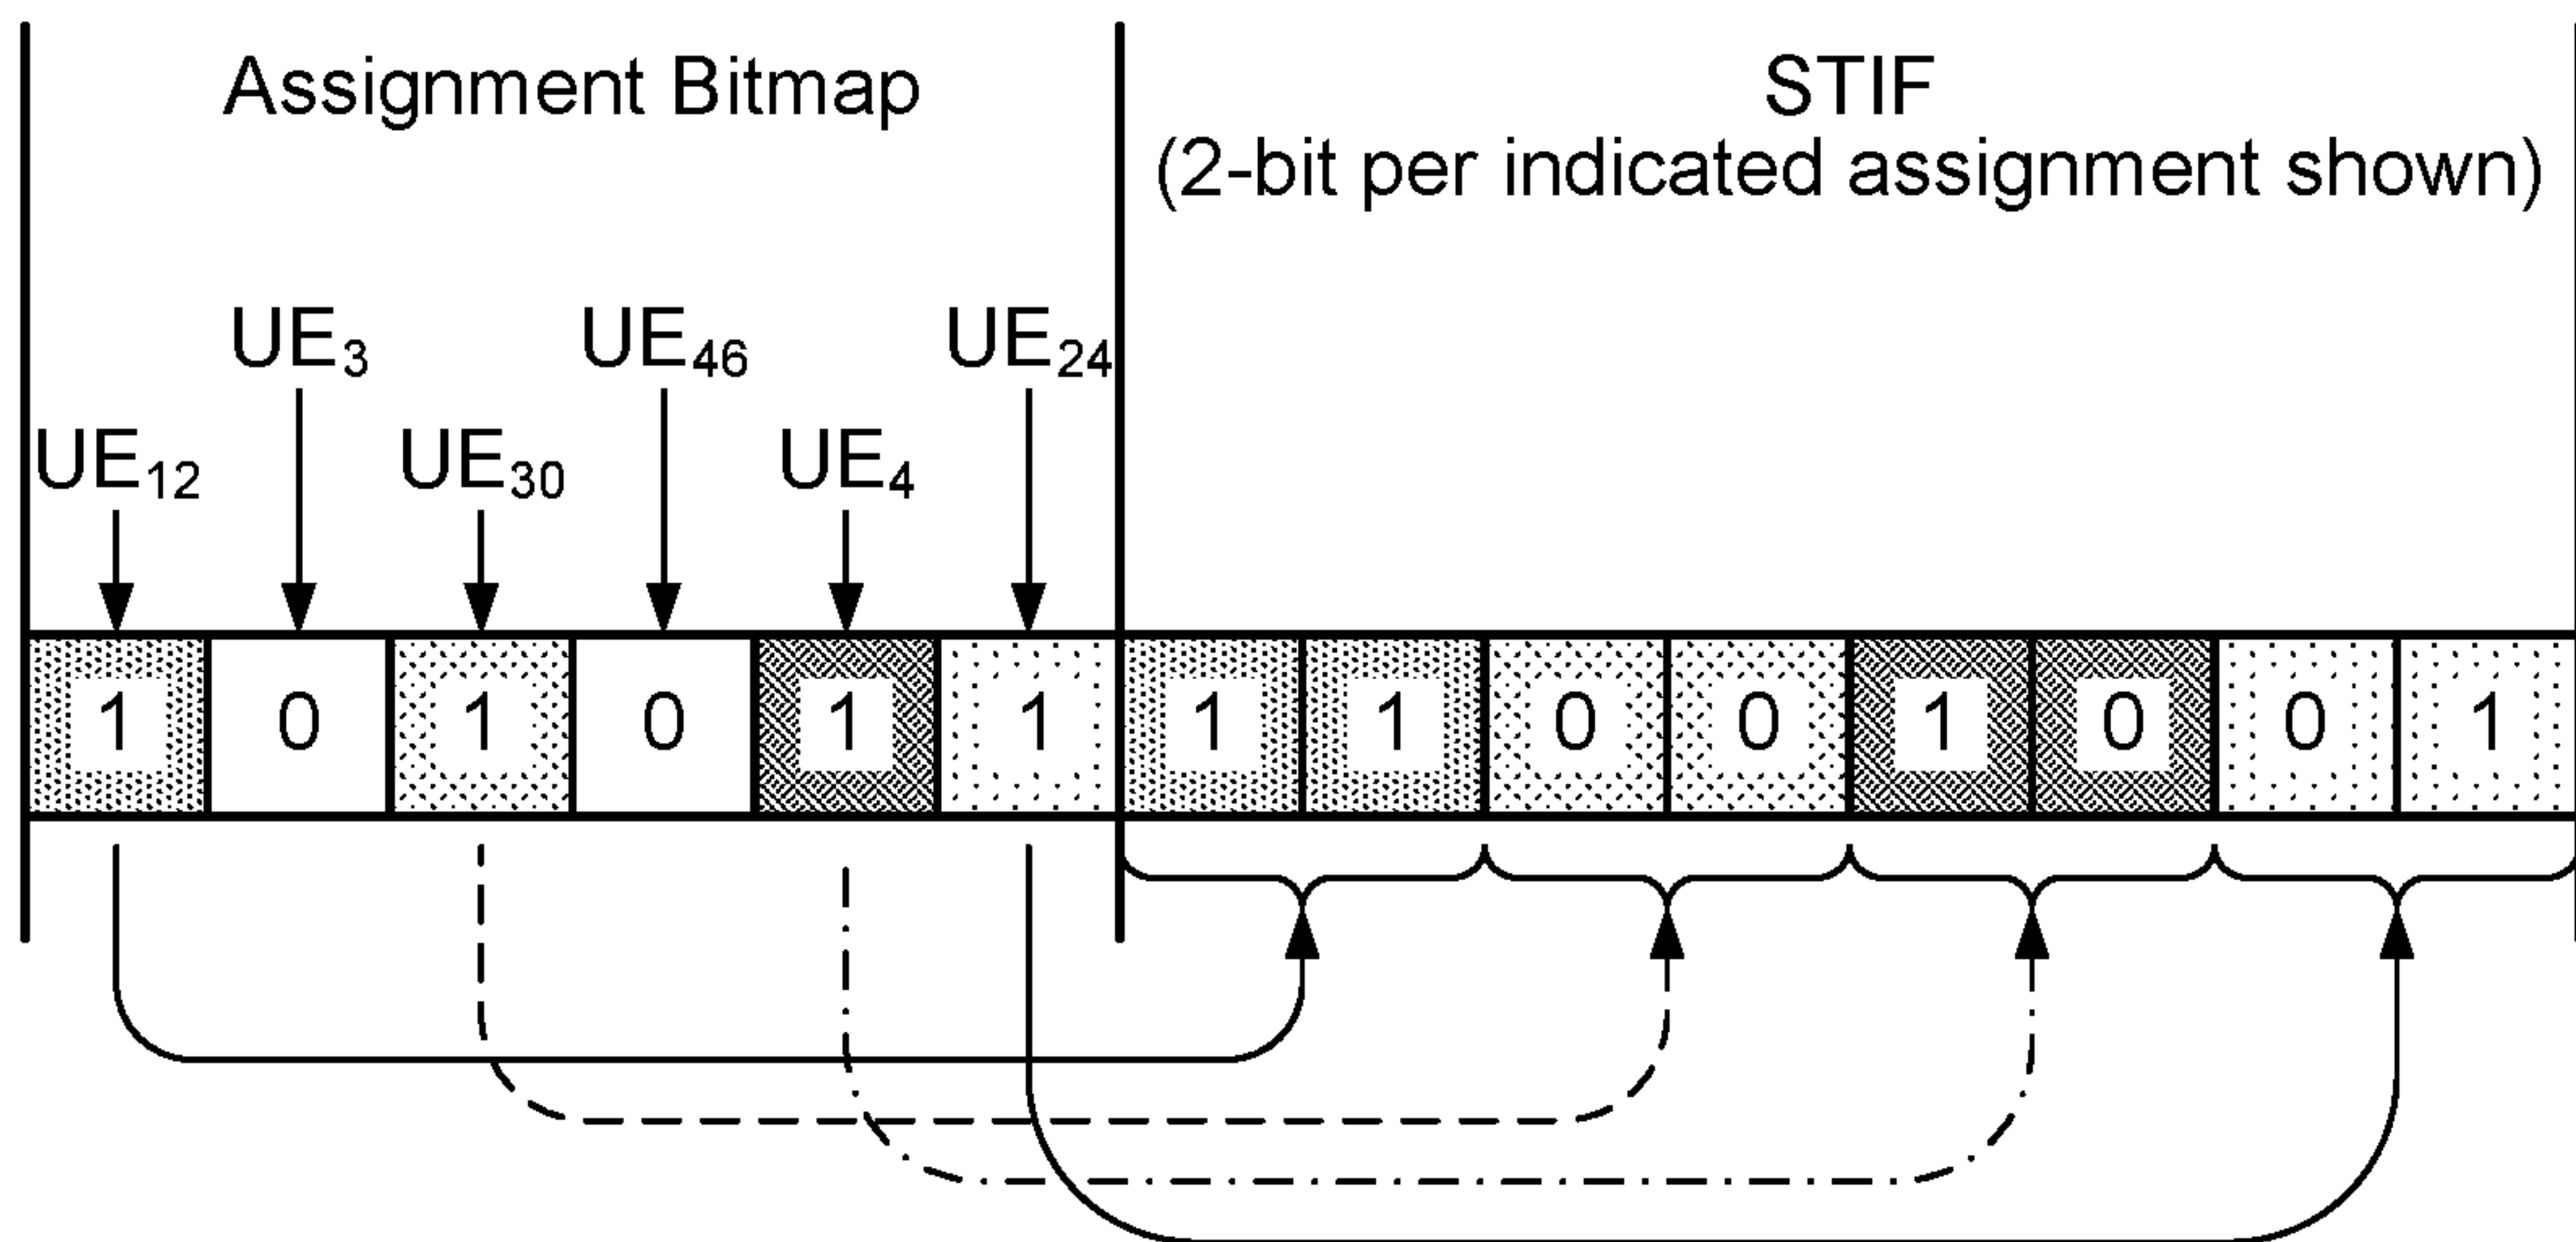 Assignment Bitmap
STIF
(2-bit per indicated assignment shown)
UE3 UE46 UE24
UE12 UE30 UE4
1 0 1 0 1 1 1 1 0 0 1 0 0 1